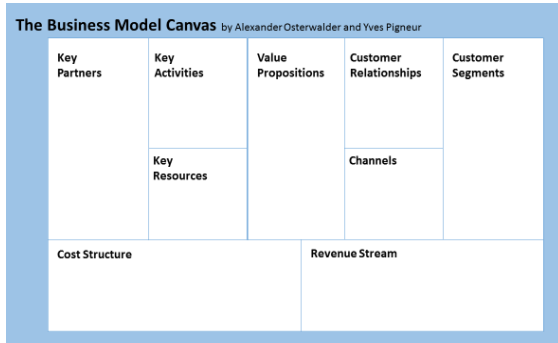 The Business Model Canvas by Alexander Osterwalder and Yves Pigneur
Key
Partners
Key
Activities
Value
Propositions
Customer
Relationships
Customer
Segments
Key
Resources
Channels
Cost Structure
Revenue Stream